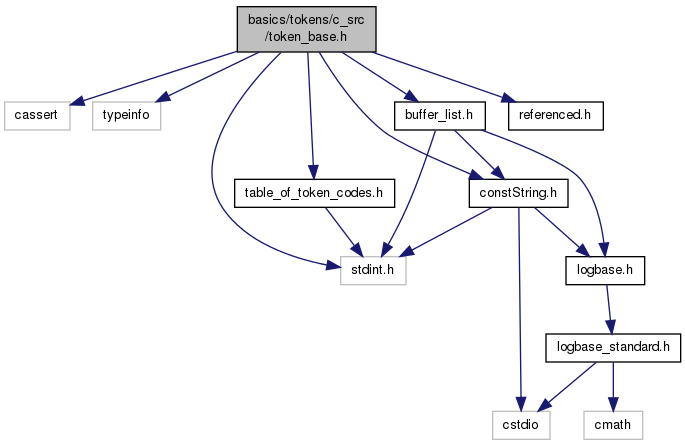 basics/tokens/c_src
/token_base.h
cassert
typeinfo
buffer_list.h
referenced.h
table_of_token_codes.h
constString.h
stdint.h
logbase.h
logbase_standard.h
cstdio
cmath